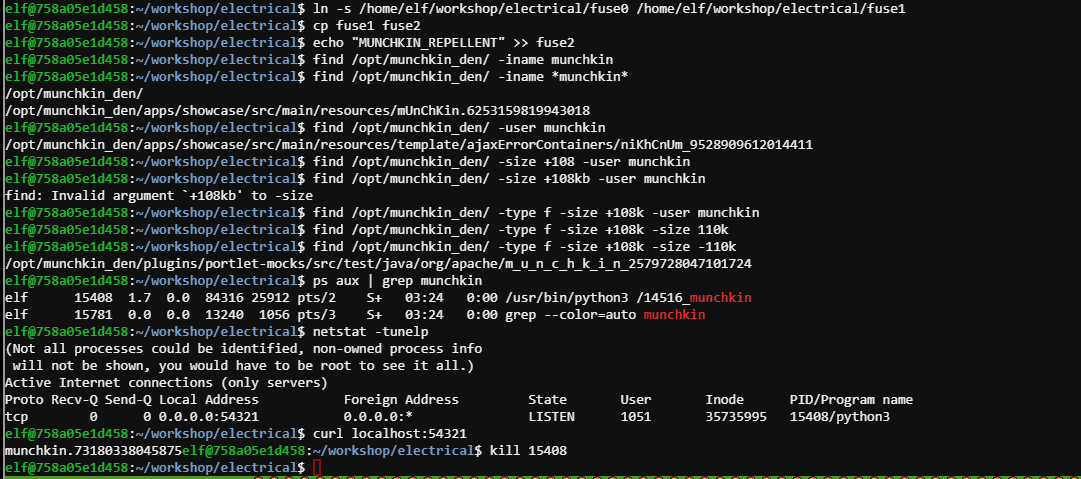 elf@758a05e1d458:~/workshop/electrical$ ln -s /home/elf/workshop/electrical/fuse0 /home/elf/workshop/electrical/fuse1
elf@758a05e1d458:~/workshop/electrical$ cp fuse1 fuse2
elf@758a05e1d458:~/workshop/electrical$ echo "MUNCHKIN_REPELLENT" >> fuse2
elf@758a05e1d458:~/workshop/electrical$ find /opt/munchkin_den/ -iname munchkin
elf@758a05e1d458:~/workshop/electrical$ find /opt/munchkin_den/ -iname *munchkin*
/opt/munchkin_den/
/opt/munchkin_den/apps/showcase/src/main/resources/mUnChKin.6253159819943018
elf@758a05e1d458:~/workshop/electrical$ find /opt/munchkin_den/ -user munchkin
/opt/munchkin_den/apps/showcase/src/main/resources/template/ajaxErrorContainers/niKhCnUm_9528909612014411
elf@758a05e1d458:~/workshop/electrical$ find /opt/munchkin_den/ -size +108 -user munchkin
elf@758a05e1d458:~/workshop/electrical$ find /opt/munchkin_den/ -size +108kb -user munchkin
find: Invalid argument `+108kb' to -size
elf@758a05e1d458:~/workshop/electrical$ find /opt/munchkin_den/ -type f -size +108k -user munchkin
elf@758a05e1d458:~/workshop/electrical$ find /opt/munchkin_den/ -type f -size +108k -size 110k
elf@758a05e1d458:~/workshop/electrical$ find /opt/munchkin_den/ -type f -size +108k -size -110k
/opt/munchkin_den/plugins/portlet-mocks/src/test/java/org/apache/m_u_n_c_h_k_i_n_2579728047101724
elf@758a05e1d458:~/workshop/electrical$ ps aux | grep munchkin
elf      15408  1.7  0.0  84316 25912 pts/2    S+   03:24   0:00 /usr/bin/python3 /14516_munchkin
elf      15781  0.0  0.0  13240  1056 pts/3    S+   03:24   0:00 grep --color=auto munchkin
elf@758a05e1d458:~/workshop/electrical$ netstat -tunelp
(Not all processes could be identified, non-owned process info
 will not be shown, you would have to be root to see it all.)
Active Internet connections (only servers)
Proto Recv-Q Send-Q Local Address           Foreign Address         State       User       Inode      PID/Program name
tcp        0      0 0.0.0.0:54321           0.0.0.0:*               LISTEN      1051       35735995   15408/python3
elf@758a05e1d458:~/workshop/electrical$ curl localhost:54321
munchkin.73180338045875elf@758a05e1d458:~/workshop/electrical$ kill 15408
elf@758a05e1d458:~/workshop/electrical$